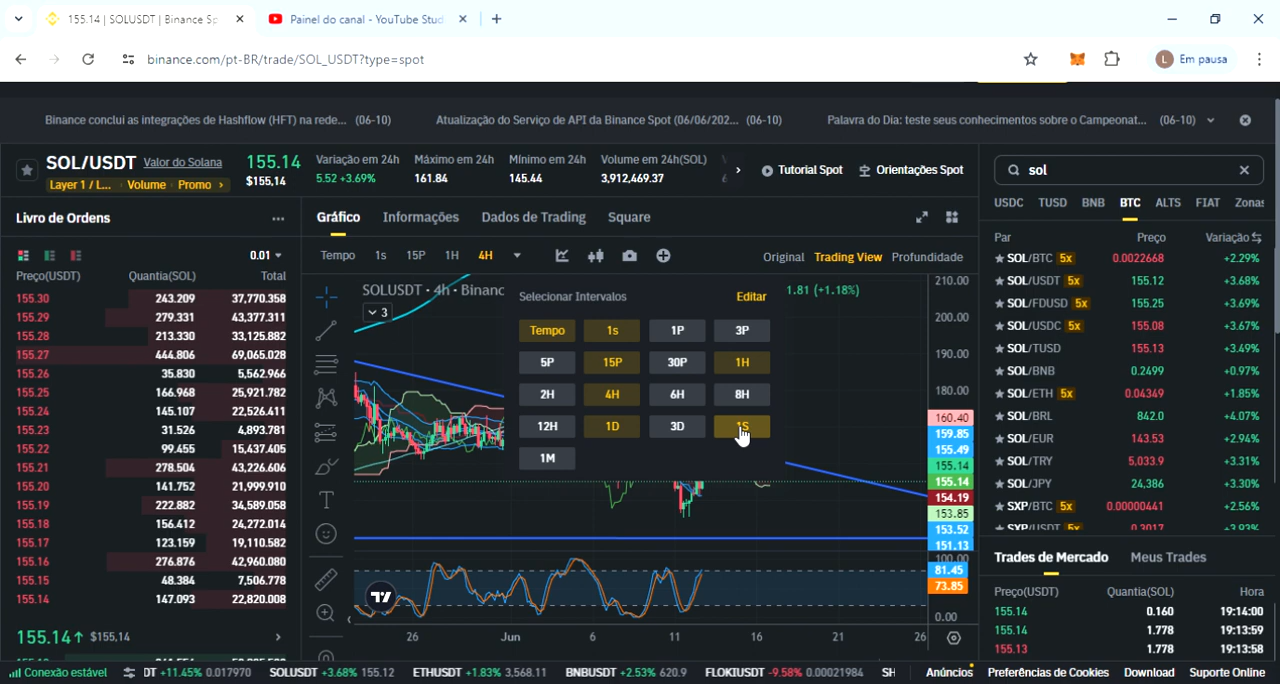 155.14 | SOLUSDT | Binance Sp
Painel do canal - YouTube Stud
binance.com/pt-BR/trade/SOL_USDT?type=spot
L Em pausa
Binance conclui as integrações de Hashflow (HFT) na rede... (06-10)
Atualização do Serviço de API da Binance Spot (06/06/202... (06-10)
Palavra do Dia: teste seus conhecimentos sobre o Campeonat... (06-10)
SOL/USDT Valor do Solana
Layer 1 / L... Volume Promo
155.14
$155,14
Variação em 24h
5.52 +3.69%
Máximo em 24h
161.84
Mínimo em 24h
145.44
Volume em 24h(SOL)
3,912,469.37
Tutorial Spot
Orientações Spot
sol
Livro de Ordens
Gráfico Informações Dados de Trading Square
USDC TUSD BNB BTC ALTS FIAT Zonas
0.01
Preço(USDT) Quantia(SOL) Total
155.30 243.209 37,770.358
155.29 279.331 43,377.311
155.28 213.330 33,125.882
155.27 444.806 69,065.028
155.26 35.830 5,562.966
155.25 166.968 25,921.782
155.24 145.107 22,526.411
155.23 31.526 4,893.781
155.22 99.455 15,437.405
155.21 278.504 43,226.606
155.20 141.752 21,999.910
155.19 222.882 34,589.058
155.18 156.412 24,272.014
155.17 123.159 19,110.582
155.16 276.876 42,960.080
155.15 48.384 7,506.778
155.14 147.093 22,820.008
155.14 $155,14
Tempo 1s 15P 1H 4H
Original Trading View Profundidade
SOLUSDT · 4h · Binanc
1.81 (+1.18%)
3
Selecionar Intervalos Editar
Tempo 1s 1P 3P
5P 15P 30P 1H
2H 4H 6H 8H
12H 1D 3D 1S
1M
210.00
200.00
190.00
180.00
160.40
159.85
155.49
155.14
155.14
154.19
153.85
153.52
151.13
100.00
81.45
73.85
0.00
26 Jun 6 11 16 21 26
Par Preço Variação
SOL/BTC 5x 0.0022668 +2.29%
SOL/USDT 5x 155.12 +3.68%
SOL/FDUSD 5x 155.25 +3.69%
SOL/USDC 5x 155.08 +3.67%
SOL/TUSD 155.13 +3.49%
SOL/BNB 0.2499 +0.97%
SOL/ETH 5x 0.04349 +1.85%
SOL/BRL 842.0 +4.07%
SOL/EUR 143.53 +2.94%
SOL/TRY 5,033.9 +3.31%
SOL/JPY 24,386 +3.30%
SXP/BTC 5x 0.00000441 +2.56%
SXP/USDT 5x 0.3017 +3.93%
Trades de Mercado Meus Trades
Preço(USDT) Quantia(SOL) Hora
155.14 0.160 19:14:00
155.14 1.778 19:13:59
155.13 1.778 19:13:58
Conexão estável
DT +11.45% 0.017970 SOLUSDT +3.68% 155.12 ETHUSDT +1.83% 3,568.11 BNBUSDT +2.53% 620.9 FLOKIUSDT -9.58% 0.00021984 SH
Anúncios Preferências de Cookies Download Suporte Online